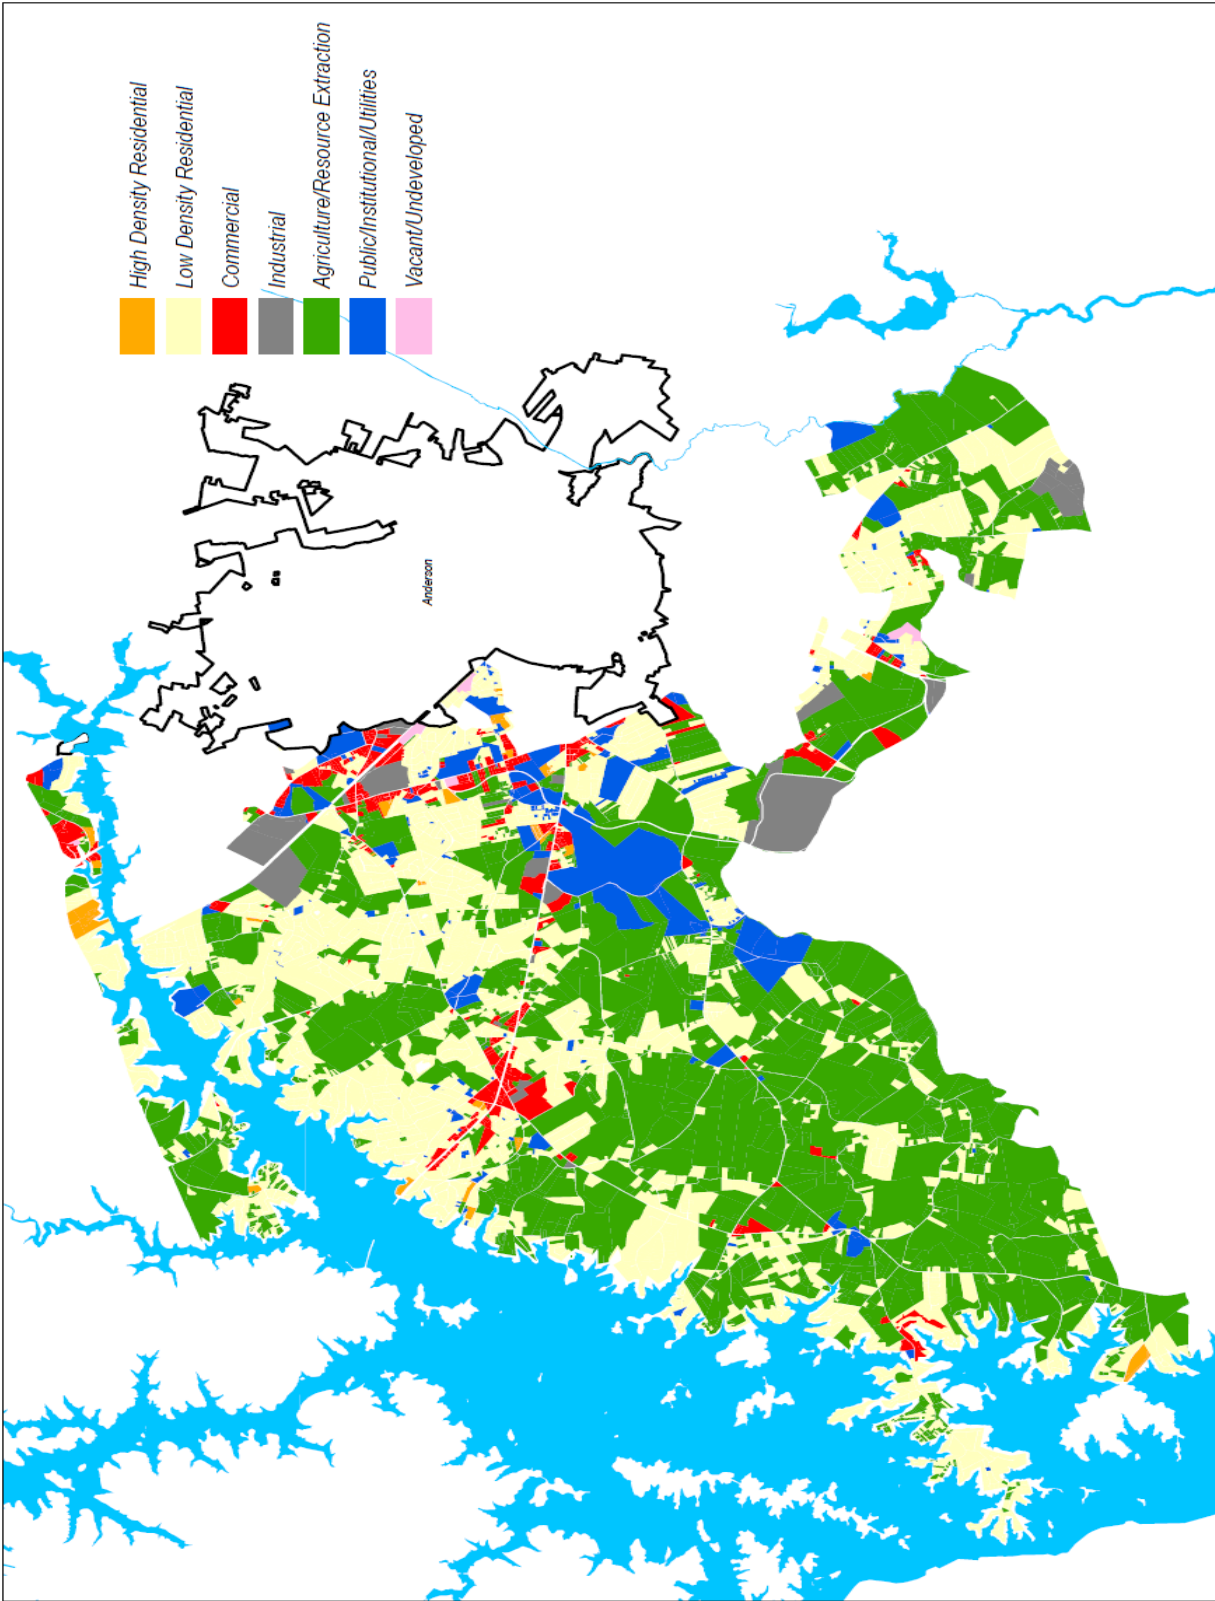 High Density Residential
Low Density Residential
Commercial
Industrial
Agriculture/Resource Extraction
Public/Institutional/Utilities
Vacant/Undeveloped
Anderson